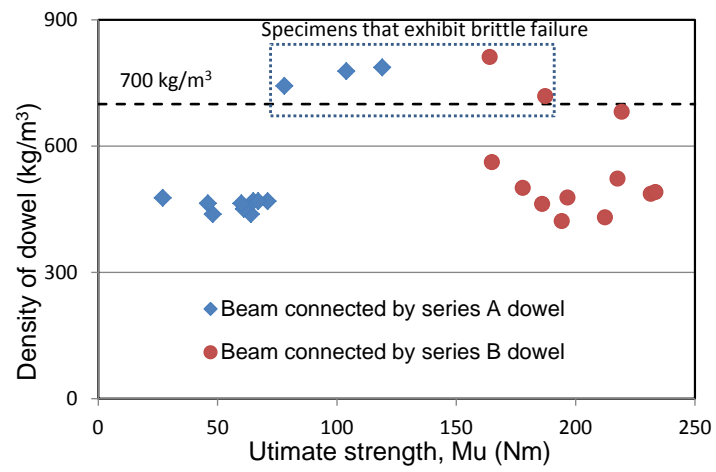 900
Specimens that exhibit brittle failure
700 kg/m³
600
Density of dowel (kg/m³)
300
Beam connected by series A dowel
Beam connected by series B dowel
0
0 50 100 150 200 250
Utimate strength, Mu (Nm)